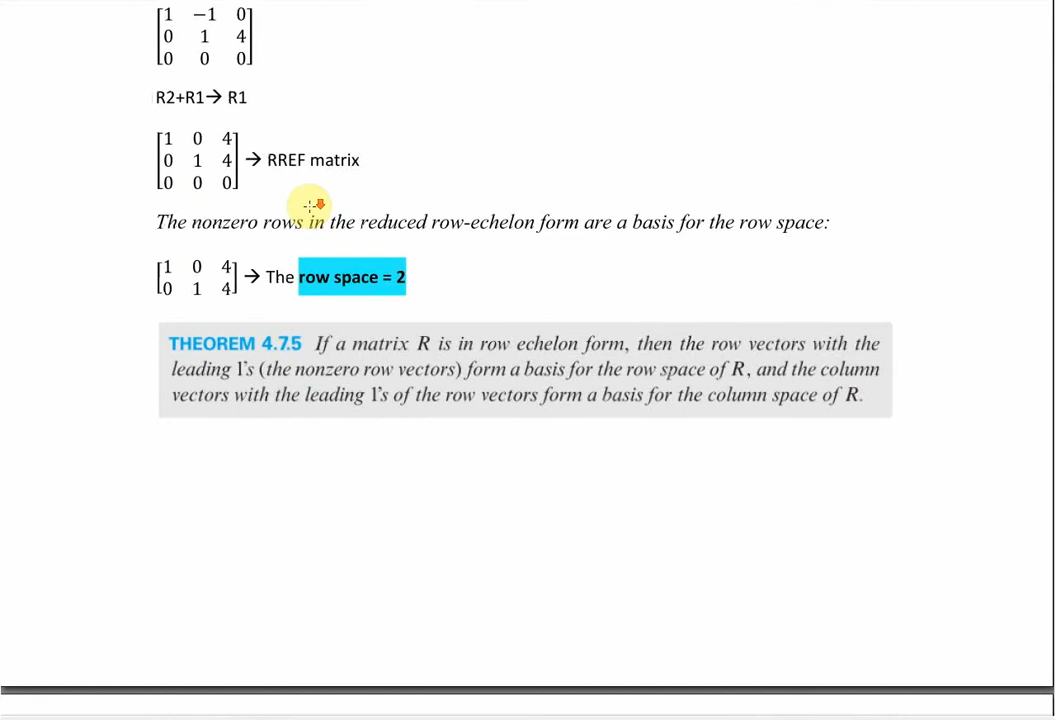 [1 −1 0]
[0 1 4]
[0 0 0]
R2+R1→ R1
[1 0 4]
[0 1 4] → RREF matrix
[0 0 0]
The nonzero rows in the reduced row-echelon form are a basis for the row space:
[1 0 4]
[0 1 4] → The row space = 2
THEOREM 4.7.5 If a matrix R is in row echelon form, then the row vectors with the
leading 1's (the nonzero row vectors) form a basis for the row space of R, and the column
vectors with the leading 1's of the row vectors form a basis for the column space of R.